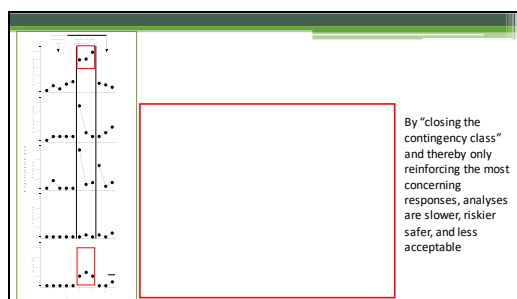 By “closing the
contingency class”
and thereby only
reinforcing the most
concerning
responses, analyses
are slower, riskier
safer, and less
acceptable